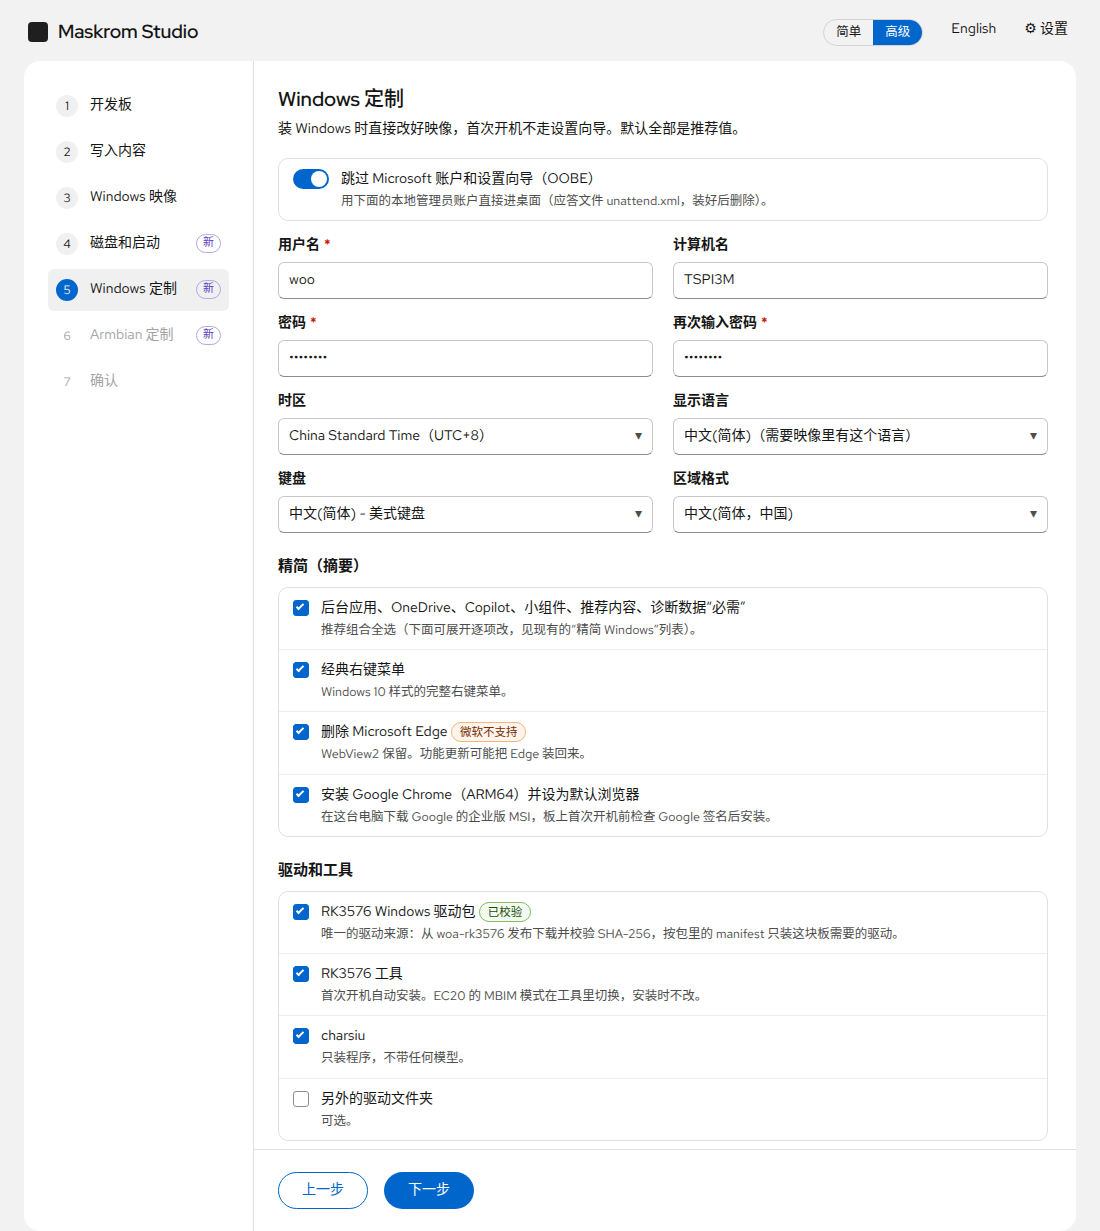 Maskrom Studio
简单
高级
English
⚙ 设置
1 开发板
2 写入内容
3 Windows 映像
4 磁盘和启动 新
5 Windows 定制 新
6 Armbian 定制 新
7 确认
Windows 定制
装 Windows 时直接改好映像，首次开机不走设置向导。默认全部是推荐值。
跳过 Microsoft 账户和设置向导（OOBE）
用下面的本地管理员账户直接进桌面（应答文件 unattend.xml，装好后删除）。
用户名 *
计算机名
woo
TSPI3M
密码 *
再次输入密码 *
••••••••
••••••••
时区
显示语言
China Standard Time（UTC+8）
中文(简体)（需要映像里有这个语言）
键盘
区域格式
中文(简体) - 美式键盘
中文(简体，中国)
精简（摘要）
后台应用、OneDrive、Copilot、小组件、推荐内容、诊断数据“必需”
推荐组合全选（下面可展开逐项改，见现有的“精简 Windows”列表）。
经典右键菜单
Windows 10 样式的完整右键菜单。
删除 Microsoft Edge 微软不支持
WebView2 保留。功能更新可能把 Edge 装回来。
安装 Google Chrome（ARM64）并设为默认浏览器
在这台电脑下载 Google 的企业版 MSI，板上首次开机前检查 Google 签名后安装。
驱动和工具
RK3576 Windows 驱动包 已校验
唯一的驱动来源：从 woa-rk3576 发布下载并校验 SHA-256，按包里的 manifest 只装这块板需要的驱动。
RK3576 工具
首次开机自动安装。EC20 的 MBIM 模式在工具里切换，安装时不改。
charsiu
只装程序，不带任何模型。
另外的驱动文件夹
可选。
上一步
下一步